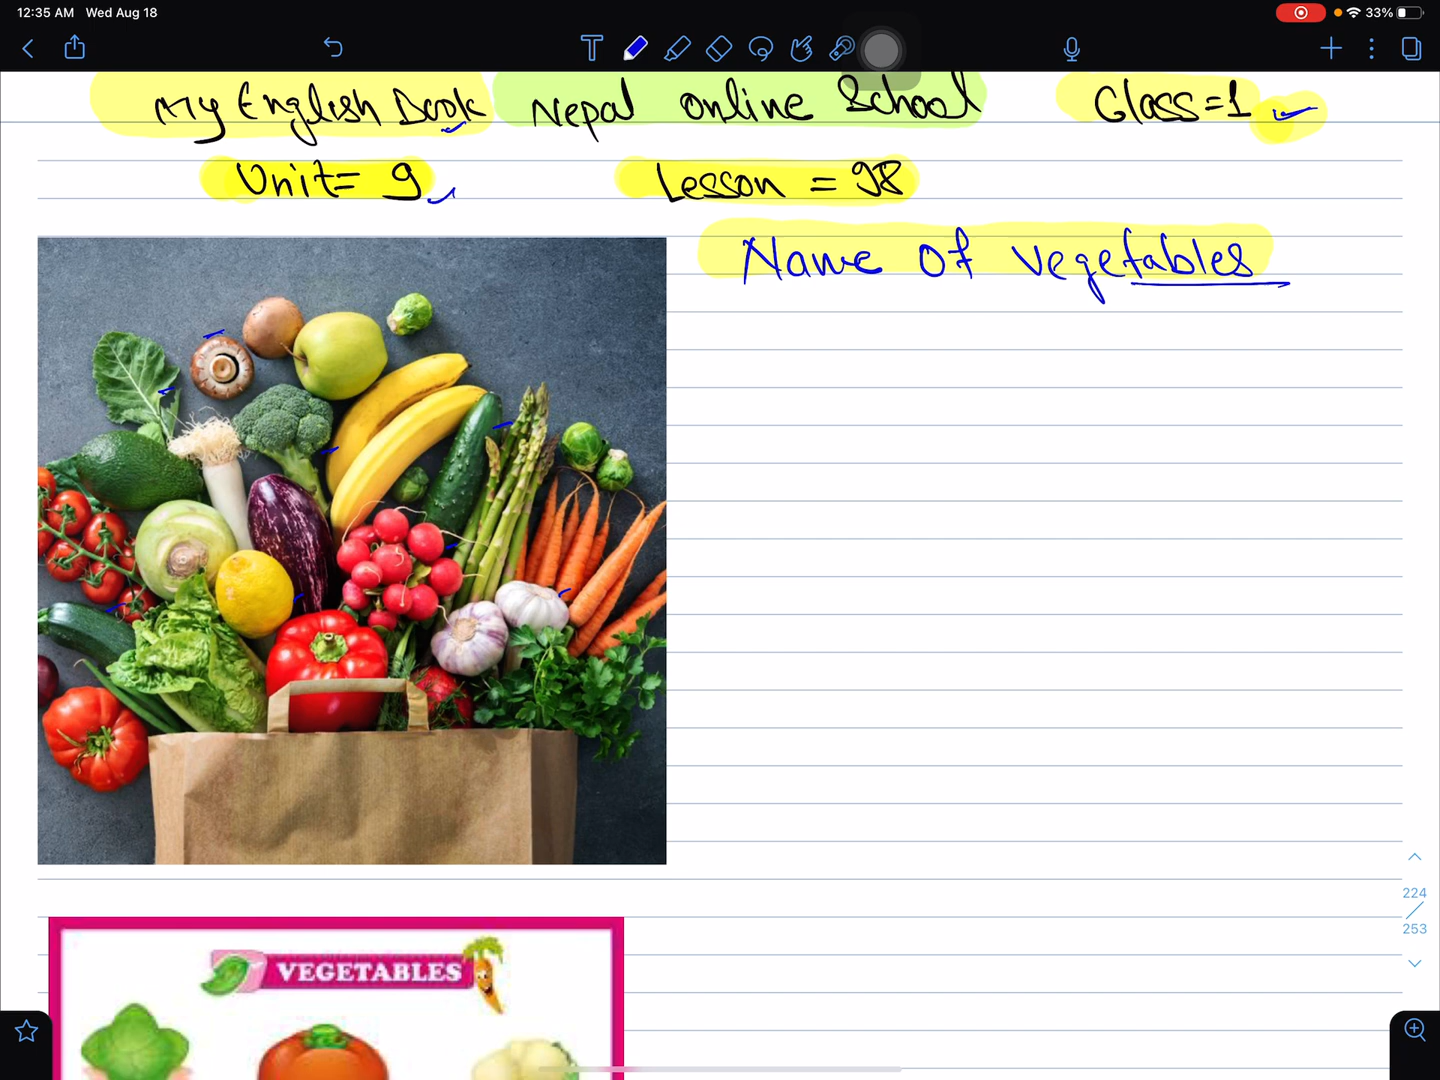 12:35 AM Wed Aug 18 33%
My English Book Nepal Online School Class=1
Unit= 9 Lesson = 98
Name Of Vegetables
224
253
VEGETABLES